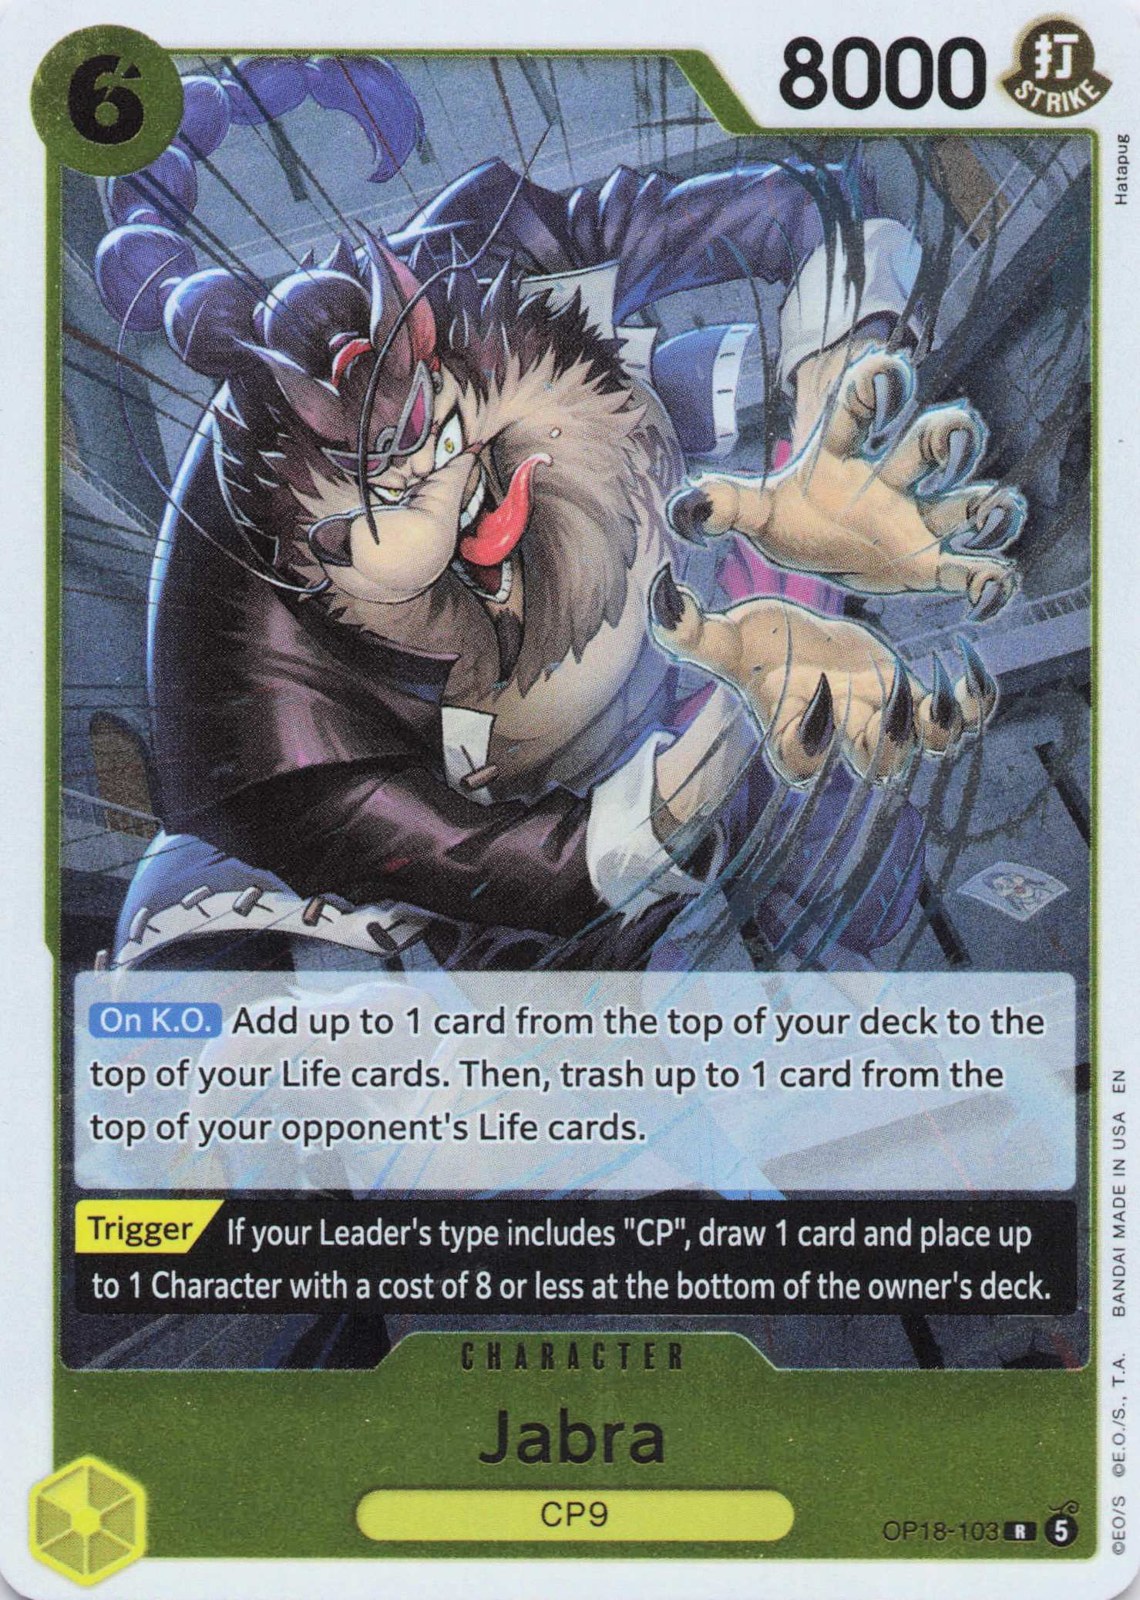 6
8000
打
STRIKE
Hatapug
On K.O. Add up to 1 card from the top of your deck to the
top of your Life cards. Then, trash up to 1 card from the
top of your opponent's Life cards.
Trigger If your Leader's type includes "CP", draw 1 card and place up
to 1 Character with a cost of 8 or less at the bottom of the owner's deck.
CHARACTER
Jabra
CP9
OP18-103 R 5
©EO/S ©E.O./S., T.A. BANDAI MADE IN USA EN